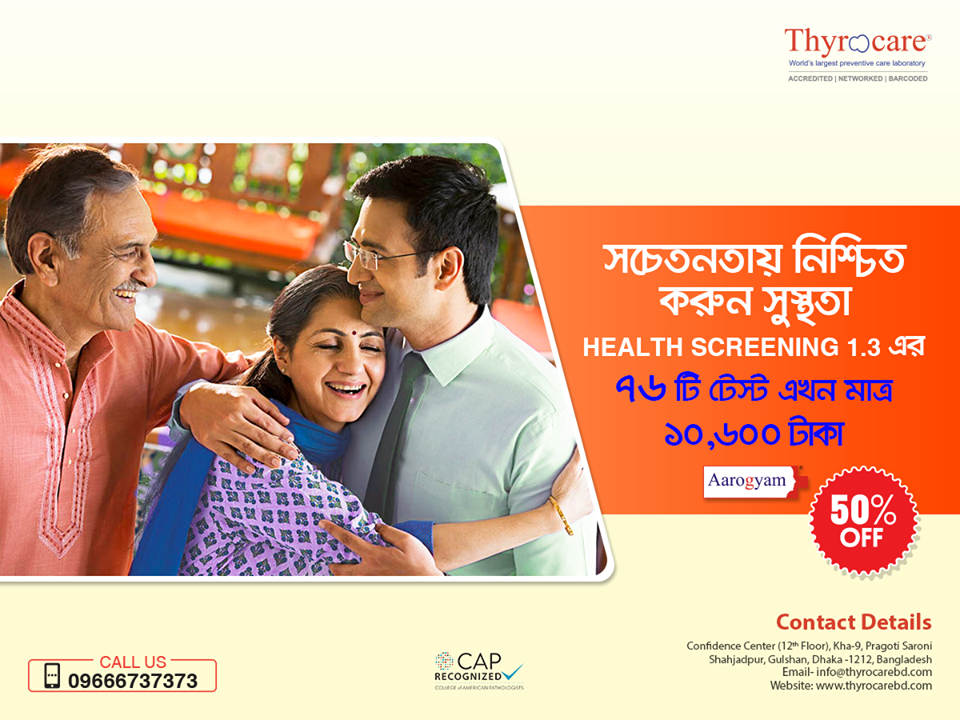 Thyrocare®
World's largest preventive care laboratory
ACCREDITED | NETWORKED | BARCODED
সচেতনতায় নিশ্চিত
করুন সুস্থতা
HEALTH SCREENING 1.3 এর
৭৬ টি টেস্ট এখন মাত্র
১০,৬০০ টাকা
Aarogyam
50%
OFF
Contact Details
Confidence Center (12th Floor), Kha-9, Pragoti Saroni
Shahjadpur, Gulshan, Dhaka -1212, Bangladesh
Email- info@thyrocarebd.com
Website: www.thyrocarebd.com
CALL US
09666737373
CAP
RECOGNIZED
COLLEGE of AMERICAN PATHOLOGISTS